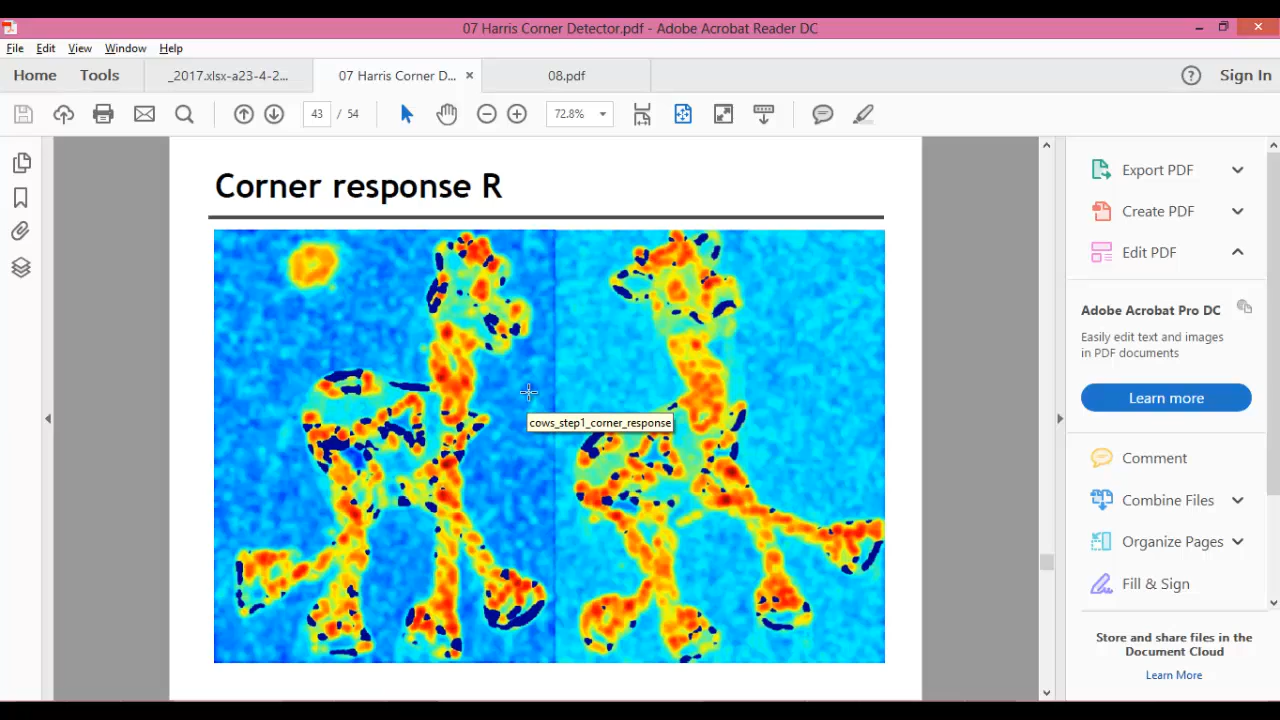 07 Harris Corner Detector.pdf - Adobe Acrobat Reader DC
File Edit View Window Help
Home Tools _2017.xlsx-a23-4-2... 07 Harris Corner D... × 08.pdf Sign In
43 / 54 72.8%
Corner response R
cows_step1_corner_response
Export PDF
Create PDF
Edit PDF
Adobe Acrobat Pro DC
Easily edit text and images
in PDF documents
Learn more
Comment
Combine Files
Organize Pages
Fill & Sign
Store and share files in the
Document Cloud
Learn More